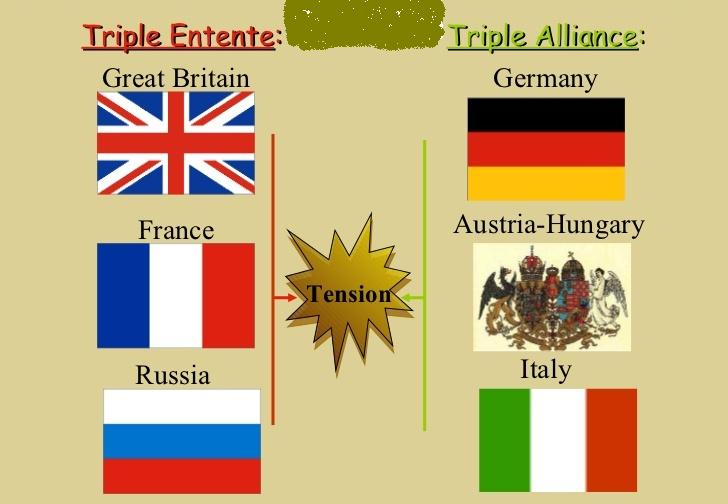 Triple Entente:
Great Britain
France
Russia
Tension
Triple Alliance:
Germany
Austria-Hungary
Italy